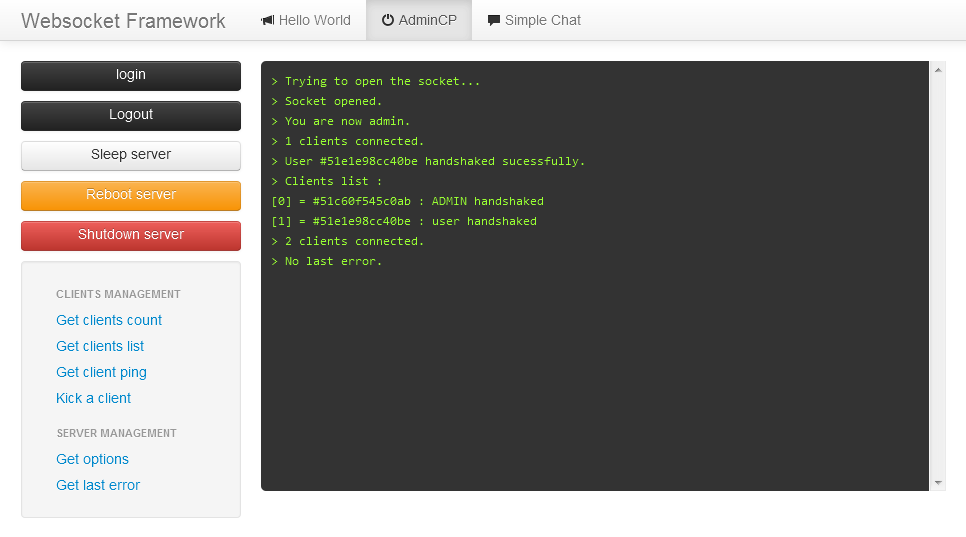 Websocket Framework
Hello World
AdminCP
Simple Chat
login
Logout
Sleep server
Reboot server
Shutdown server
CLIENTS MANAGEMENT
Get clients count
Get clients list
Get client ping
Kick a client
SERVER MANAGEMENT
Get options
Get last error
> Trying to open the socket...
> Socket opened.
> You are now admin.
> 1 clients connected.
> User #51e1e98cc40be handshaked sucessfully.
> Clients list :
[0] = #51c60f545c0ab : ADMIN handshaked
[1] = #51e1e98cc40be : user handshaked
> 2 clients connected.
> No last error.